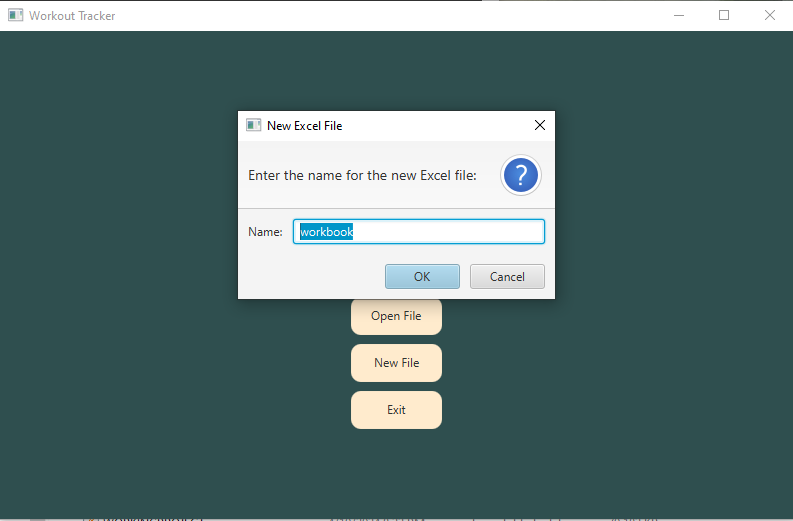 Workout Tracker
New Excel File
Enter the name for the new Excel file:
?
Name: workbook
OK Cancel
Open File
New File
Exit